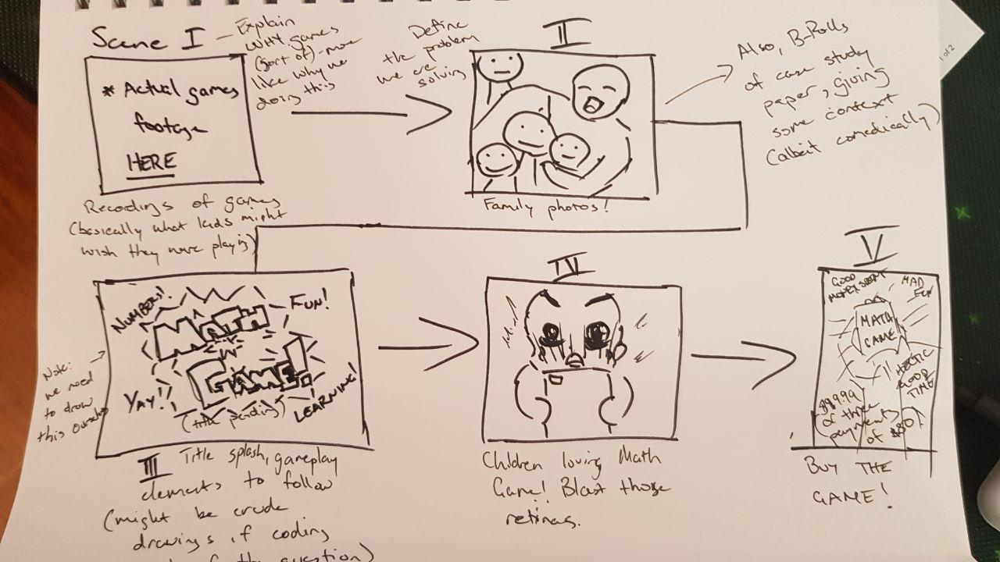 Scene I
— Explain
WHY games
(sort of) - more
like why we
doing this
* Actual games
footage
HERE
Recodings of games
(basically what kids might
wish they were playing)
Define
the problem
we are
solving
II
Family photos!
Also, B-Rolls
of case study
paper, giving
some context
(albeit comedically)
1 of 2
NUMBERS!
FUN!
MATH
GAME!
YAY!!
LEARNING!
(title pending)
Note:
we need
to draw
this ourselves
III Title splash, gameplay
elements to follow
(might be crude
drawings if coding
of the question)
IV
Children loving Math
Game! Blast those
retinas.
V
GOOD
MONEY SPENT
MAD
FUN
MATH
GAME
HECTIC
GOOD
TIME
of three
payments
of $80)
BUY THE
GAME!